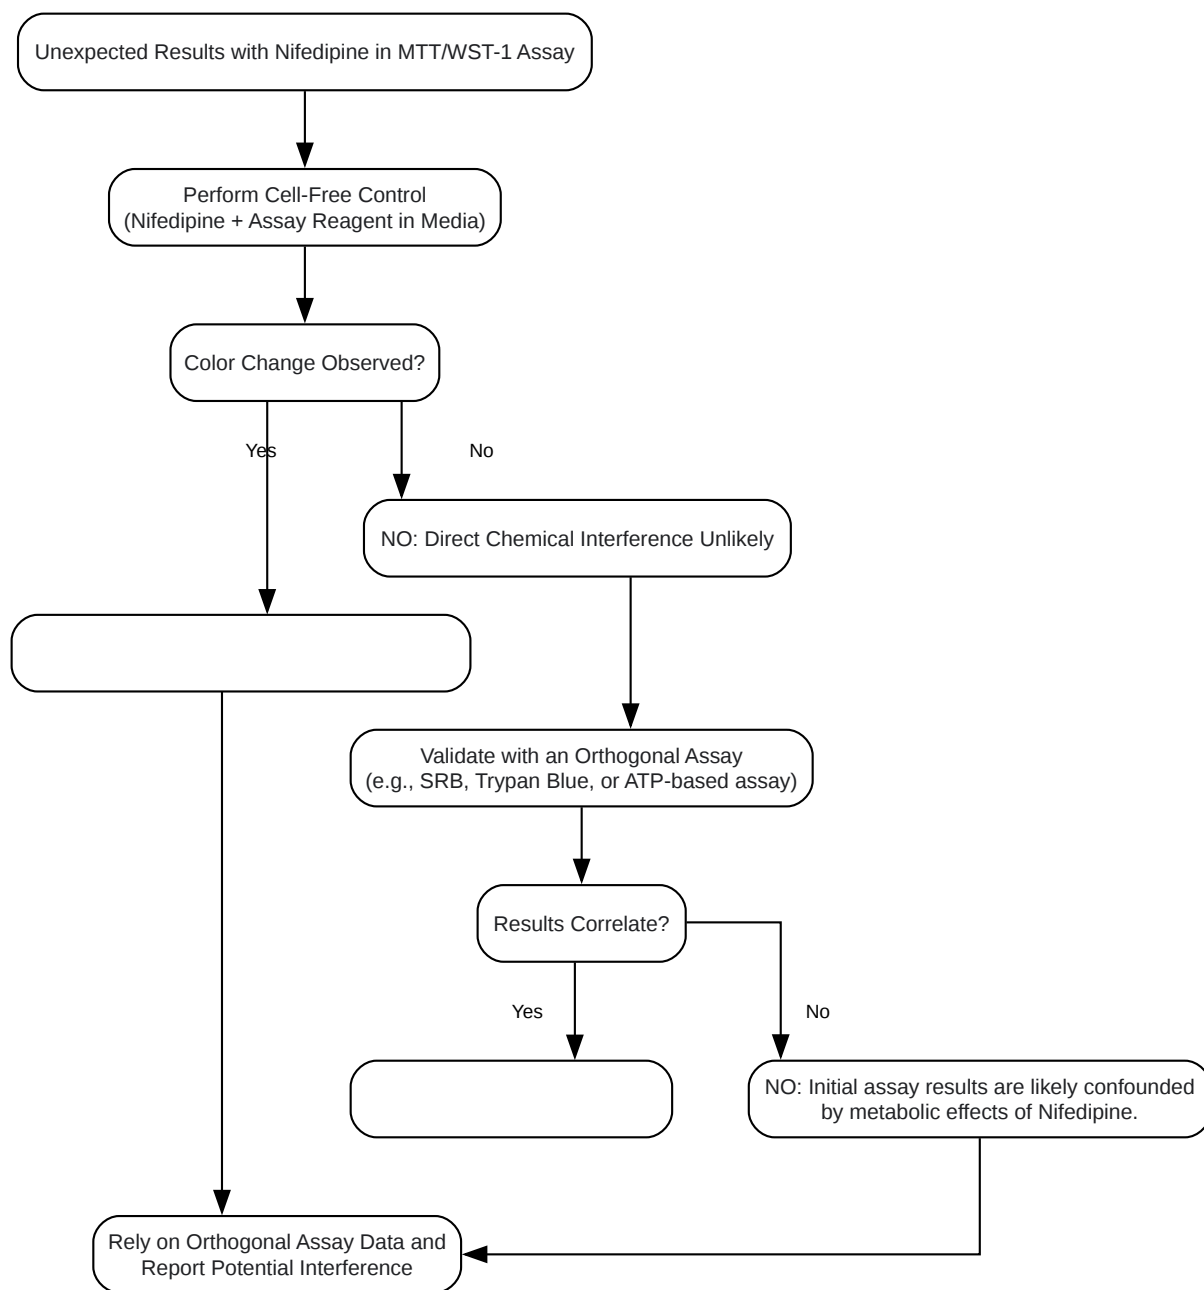 Unexpected Results with Nifedipine in MTT/WST-1 Assay
Perform Cell-Free Control
(Nifedipine + Assay Reagent in Media)
Color Change Observed?
Yes
No
NO: Direct Chemical Interference Unlikely
Validate with an Orthogonal Assay
(e.g., SRB, Trypan Blue, or ATP-based assay)
Results Correlate?
Yes
No
NO: Initial assay results are likely confounded
by metabolic effects of Nifedipine.
Rely on Orthogonal Assay Data and
Report Potential Interference